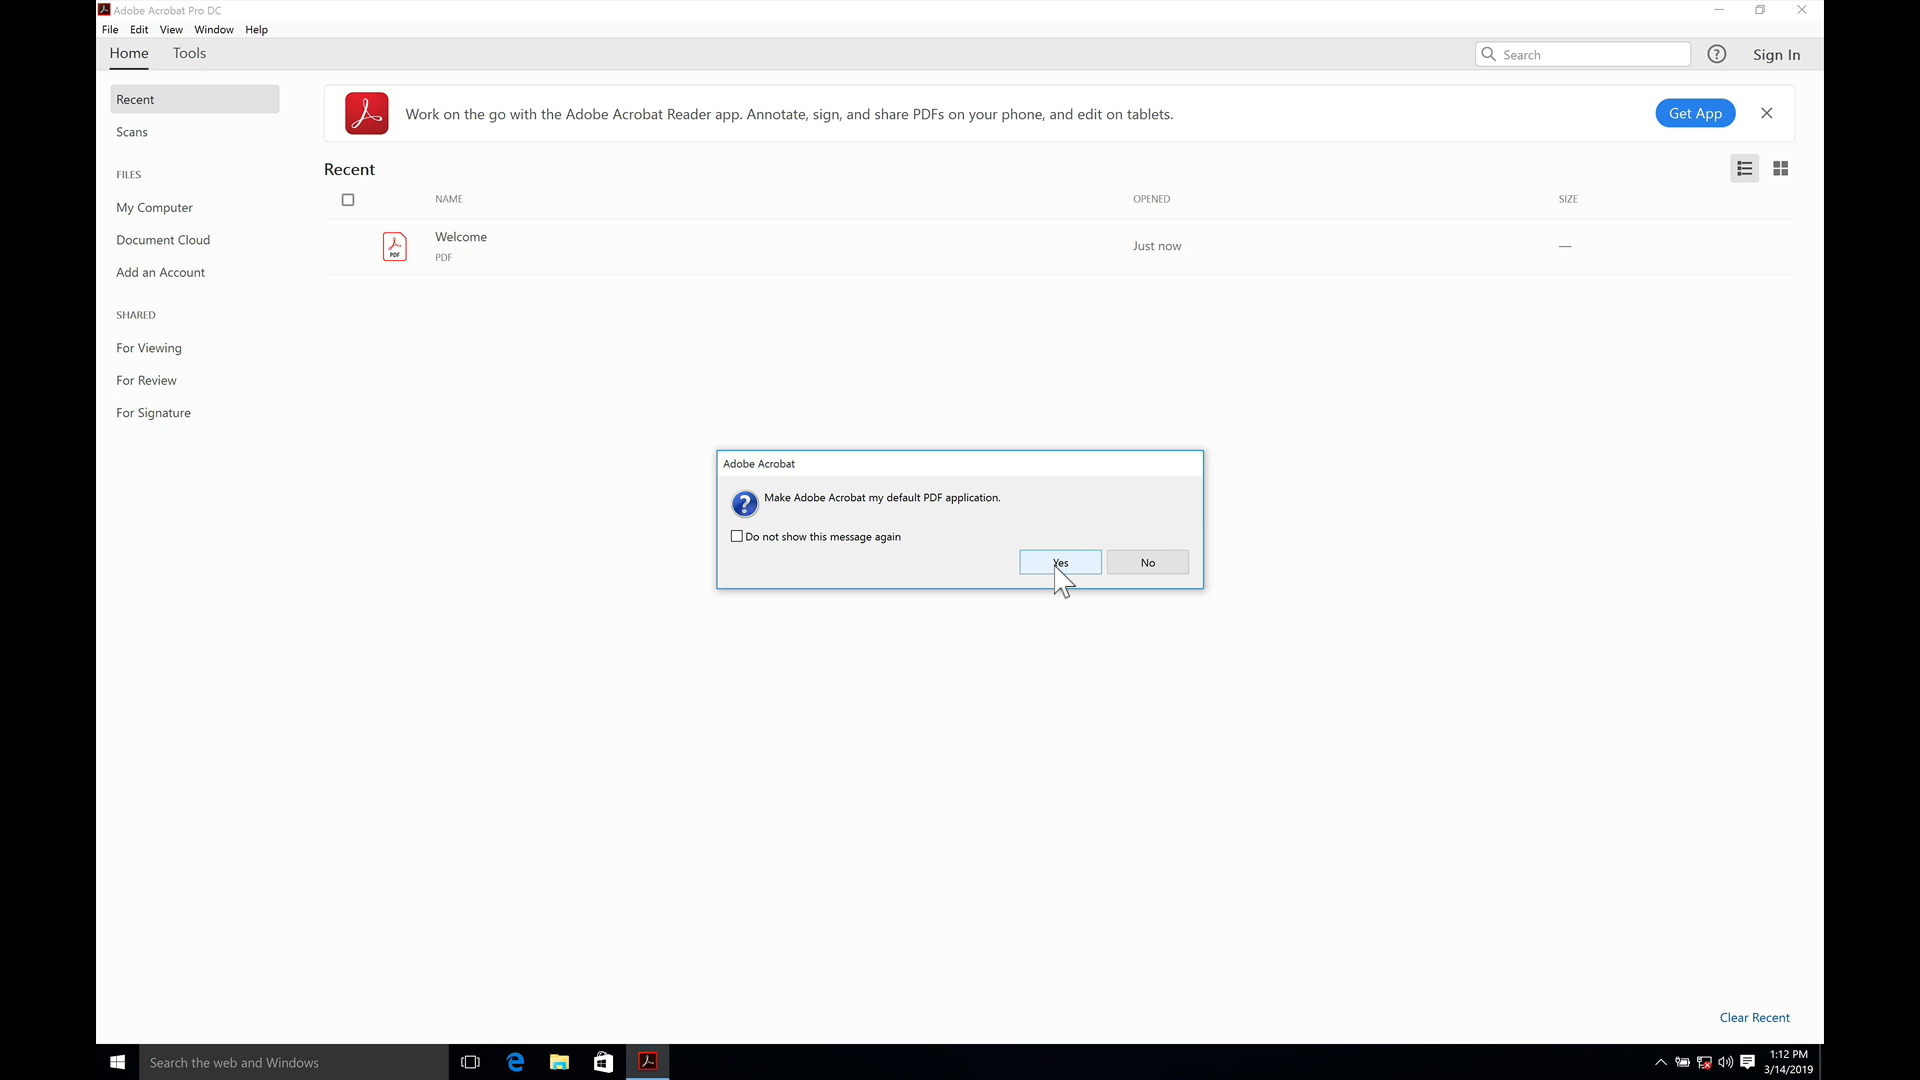 Adobe Acrobat Pro DC
File Edit View Window Help
Home Tools
Search
? Sign In
Recent
Scans
FILES
My Computer
Document Cloud
Add an Account
SHARED
For Viewing
For Review
For Signature
Work on the go with the Adobe Acrobat Reader app. Annotate, sign, and share PDFs on your phone, and edit on tablets.
Get App
Recent
NAME OPENED SIZE
PDF
Welcome
PDF
Just now
—
Adobe Acrobat
?
Make Adobe Acrobat my default PDF application.
Do not show this message again
Yes No
Clear Recent
Search the web and Windows
1:12 PM
3/14/2019